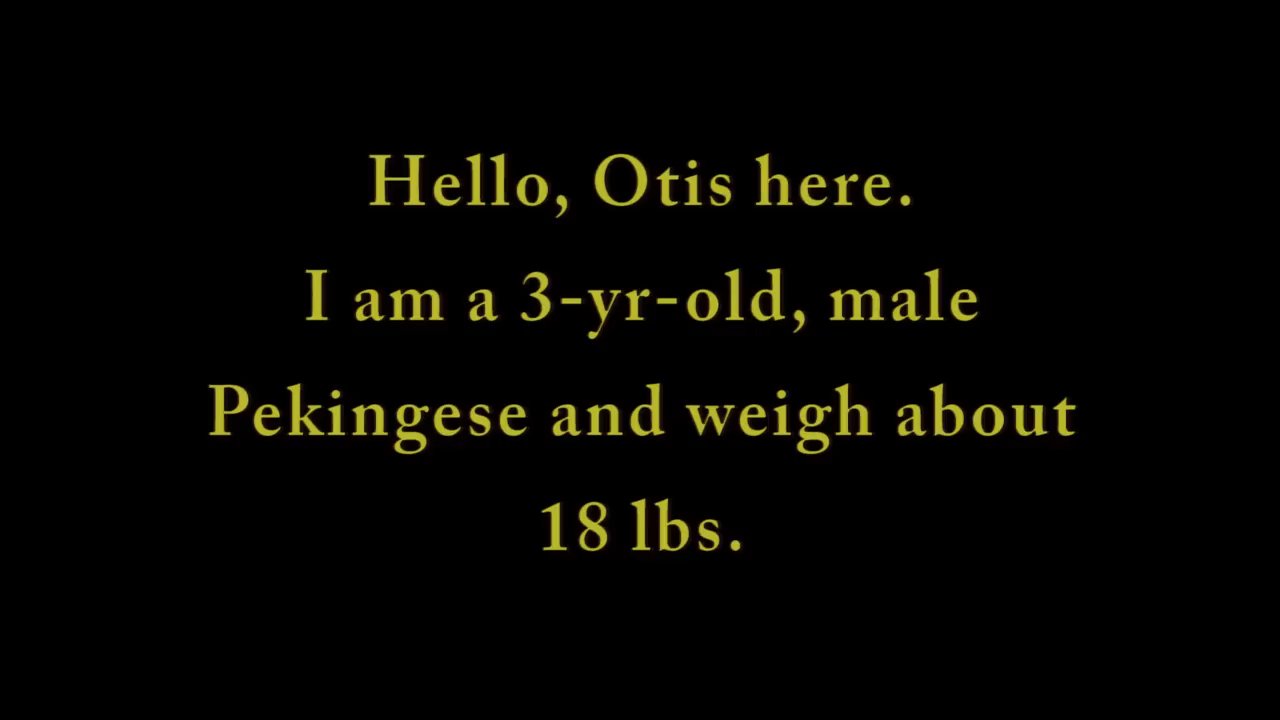 Hello, Otis here.
I am a 3-yr-old, male
Pekingese and weigh about
18 lbs.